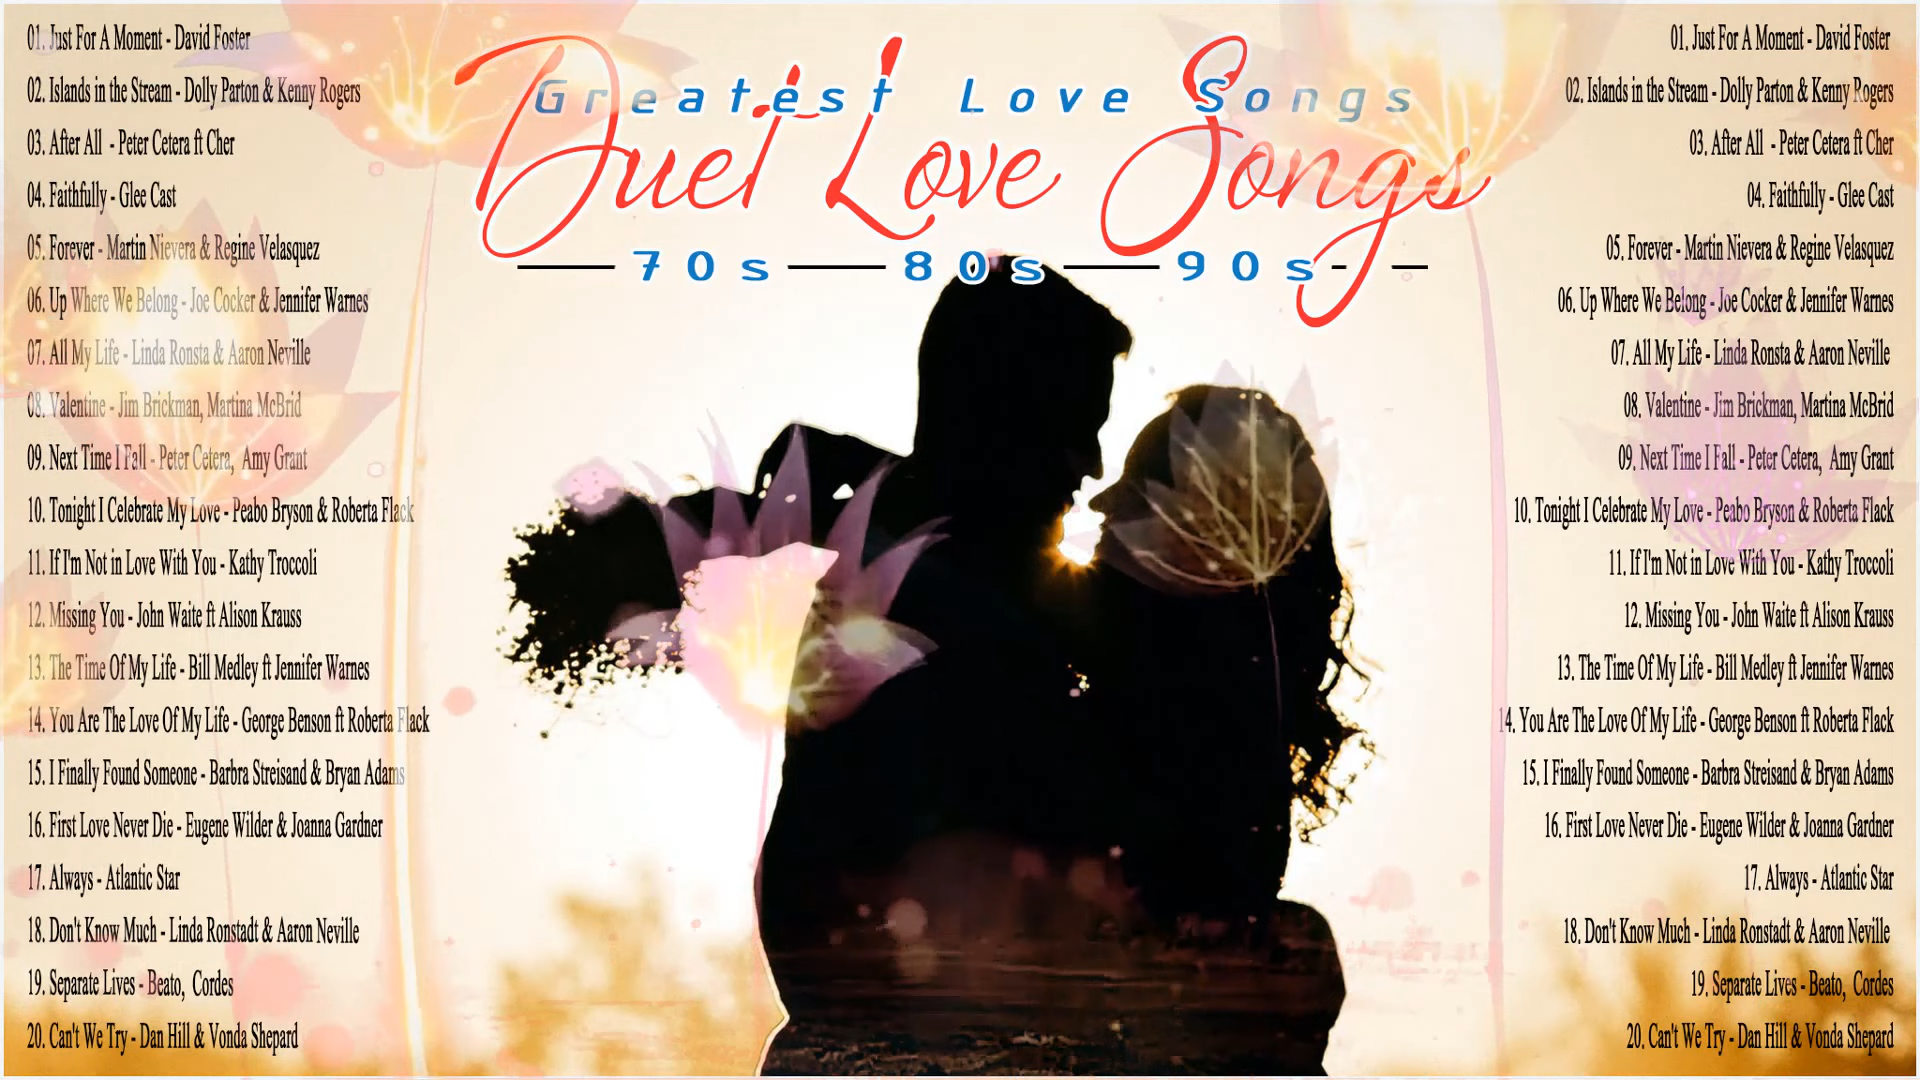 Greatest Love Songs
Duet Love Songs
70s 80s 90s
01. Just For A Moment - David Foster
02. Islands in the Stream - Dolly Parton & Kenny Rogers
03. After All - Peter Cetera ft Cher
04. Faithfully - Glee Cast
05. Forever - Martin Nievera & Regine Velasquez
06. Up Where We Belong - Joe Cocker & Jennifer Warnes
07. All My Life - Linda Ronsta & Aaron Neville
08. Valentine - Jim Brickman, Martina McBrid
09. Next Time I Fall - Peter Cetera, Amy Grant
10. Tonight I Celebrate My Love - Peabo Bryson & Roberta Flack
11. If I'm Not in Love With You - Kathy Troccoli
12. Missing You - John Waite ft Alison Krauss
13. The Time Of My Life - Bill Medley ft Jennifer Warnes
14. You Are The Love Of My Life - George Benson ft Roberta Flack
15. I Finally Found Someone - Barbra Streisand & Bryan Adams
16. First Love Never Die - Eugene Wilder & Joanna Gardner
17. Always - Atlantic Star
18. Don't Know Much - Linda Ronstadt & Aaron Neville
19. Separate Lives - Beato, Cordes
20. Can't We Try - Dan Hill & Vonda Shepard
01. Just For A Moment - David Foster
02. Islands in the Stream - Dolly Parton & Kenny Rogers
03. After All - Peter Cetera ft Cher
04. Faithfully - Glee Cast
05. Forever - Martin Nievera & Regine Velasquez
06. Up Where We Belong - Joe Cocker & Jennifer Warnes
07. All My Life - Linda Ronsta & Aaron Neville
08. Valentine - Jim Brickman, Martina McBrid
09. Next Time I Fall - Peter Cetera, Amy Grant
10. Tonight I Celebrate My Love - Peabo Bryson & Roberta Flack
11. If I'm Not in Love With You - Kathy Troccoli
12. Missing You - John Waite ft Alison Krauss
13. The Time Of My Life - Bill Medley ft Jennifer Warnes
14. You Are The Love Of My Life - George Benson ft Roberta Flack
15. I Finally Found Someone - Barbra Streisand & Bryan Adams
16. First Love Never Die - Eugene Wilder & Joanna Gardner
17. Always - Atlantic Star
18. Don't Know Much - Linda Ronstadt & Aaron Neville
19. Separate Lives - Beato, Cordes
20. Can't We Try - Dan Hill & Vonda Shepard